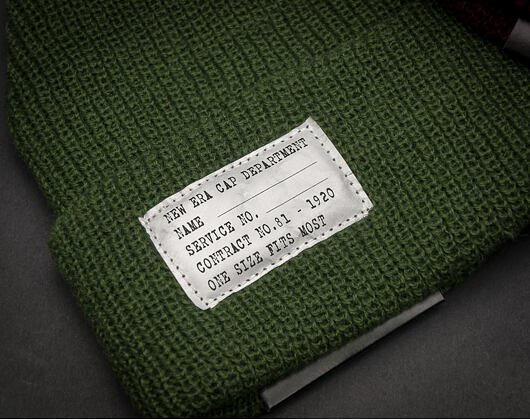 NEW ERA CAP DEPARTMENT
NAME
SERVICE NO.
CONTRACT NO.81 - 1920
ONE SIZE FITS MOST